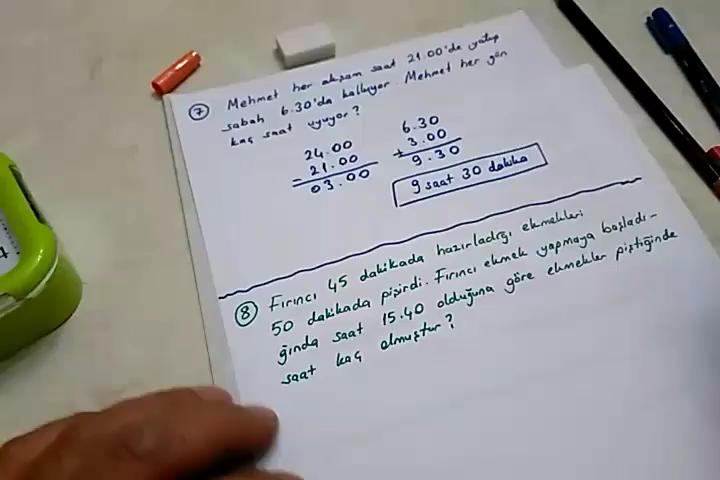 7 Mehmet her akşam saat 21.00'de yatıp
sabah 6.30'da kalkıyor. Mehmet her gün
kaç saat uyuyor?
24.00
- 21.00
03.00
6.30
+ 3.00
9.30
9 saat 30 dakika
8 Fırıncı 45 dakikada hazırladığı ekmekleri
50 dakikada pişirdi. Fırıncı ekmek yapmaya başladı-
ğında saat 15.40 olduğuna göre ekmekler piştiğinde
saat kaç olmuştur?